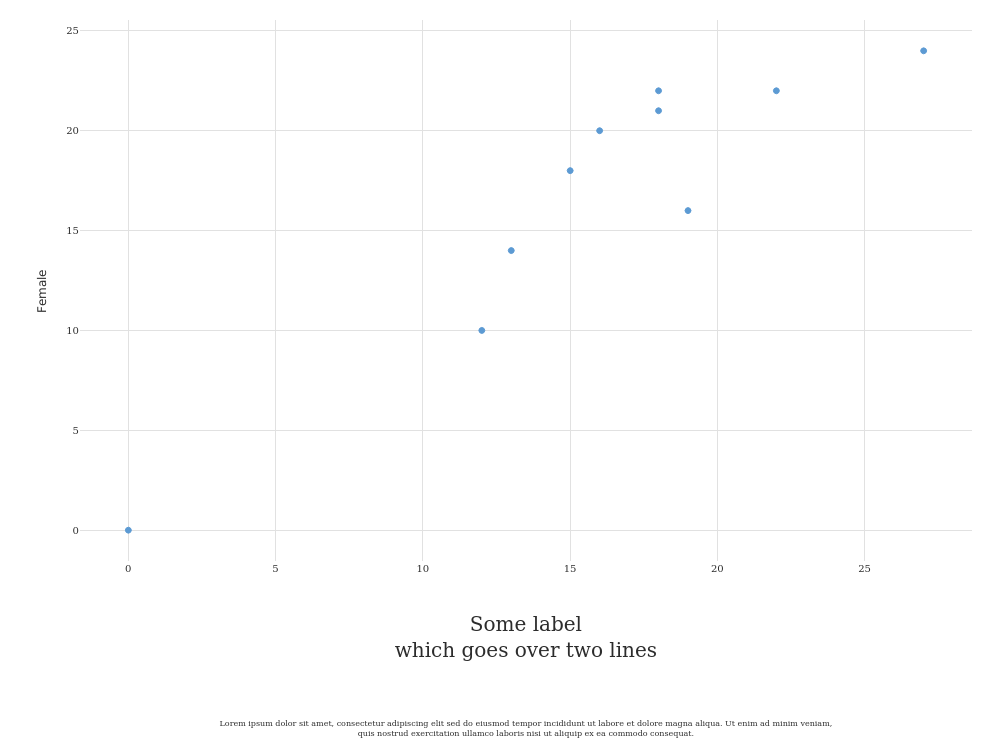 25
20
15
10
5
0
Female
0 5 10 15 20 25
Some label
which goes over two lines
Lorem ipsum dolor sit amet, consectetur adipiscing elit sed do eiusmod tempor incididunt ut labore et dolore magna aliqua. Ut enim ad minim veniam,
quis nostrud exercitation ullamco laboris nisi ut aliquip ex ea commodo consequat.